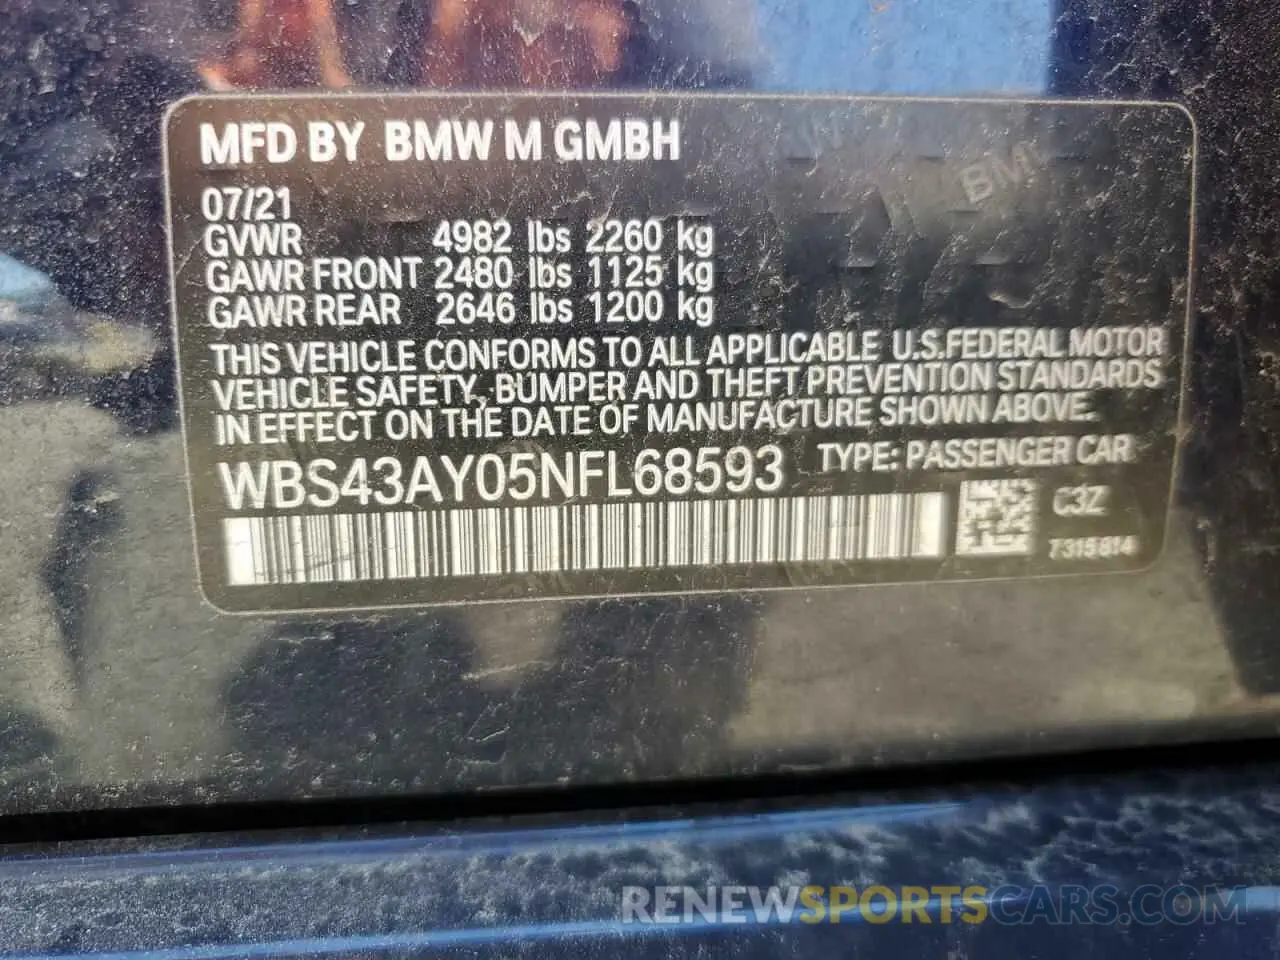 MFD BY BMW M GMBH
BMW
07/21
GVWR 4982 lbs 2260 kg
GAWR FRONT 2480 lbs 1125 kg
GAWR REAR 2646 lbs 1200 kg
THIS VEHICLE CONFORMS TO ALL APPLICABLE U.S.FEDERAL MOTOR
VEHICLE SAFETY, BUMPER AND THEFT PREVENTION STANDARDS
IN EFFECT ON THE DATE OF MANUFACTURE SHOWN ABOVE.
WBS43AY05NFL68593 TYPE: PASSENGER CAR
C3Z
7315814
RENEWSPORTSCARS.COM